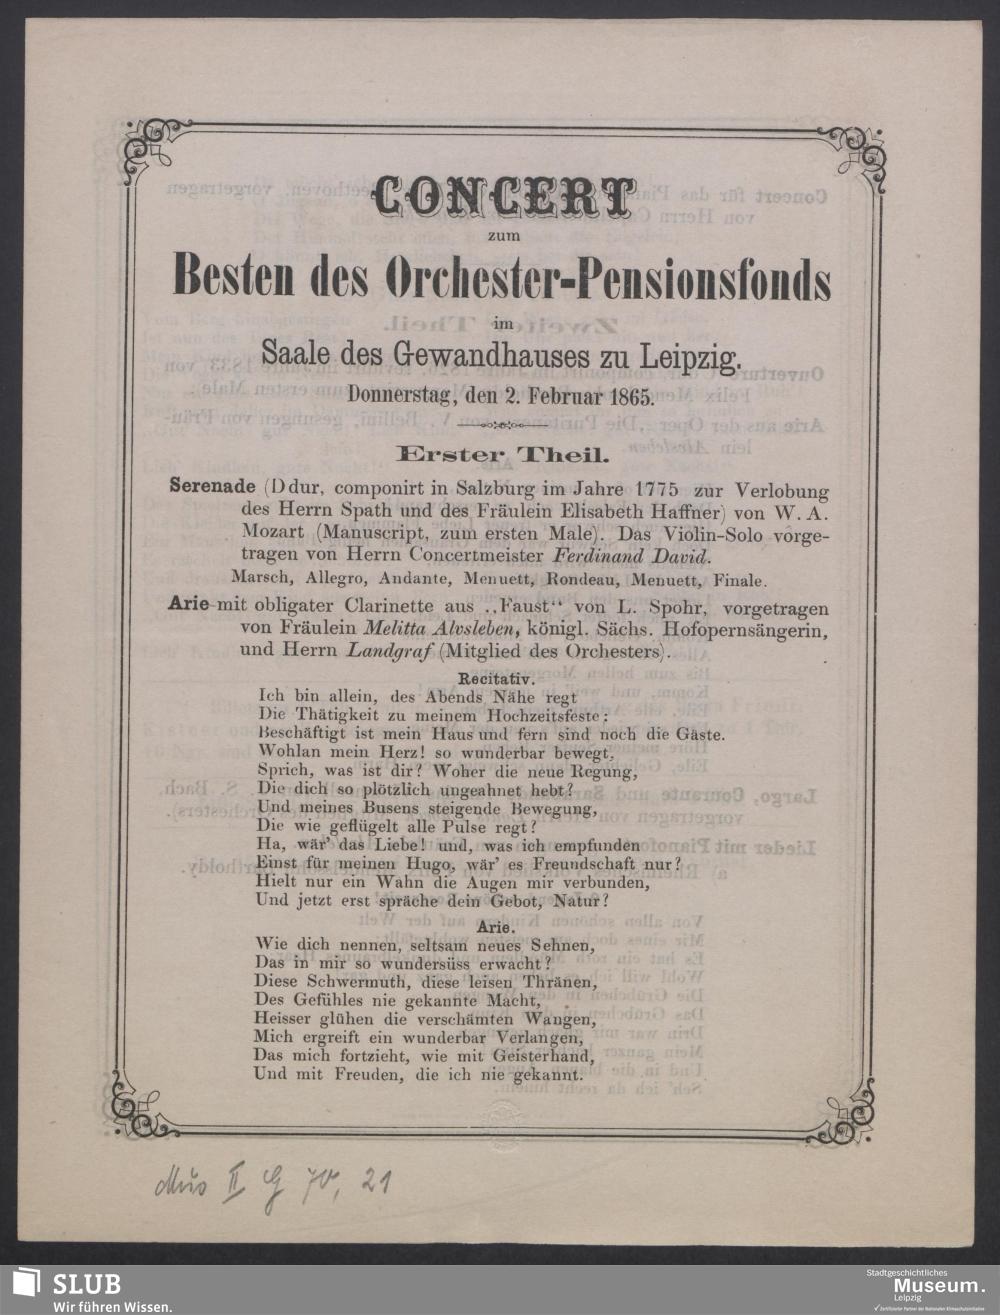 CONCERT
zum
Besten des Orchester-Pensionsfonds
im
Saale des Gewandhauses zu Leipzig.
Donnerstag, den 2. Februar 1865.
Erster Theil.
Serenade (D dur, componirt in Salzburg im Jahre 1775 zur Verlobung
des Herrn Spath und des Fräulein Elisabeth Haffner) von W. A.
Mozart (Manuscript, zum ersten Male). Das Violin-Solo vorge-
tragen von Herrn Concertmeister Ferdinand David.
Marsch, Allegro, Andante, Menuett, Rondeau, Menuett, Finale.
Arie mit obligater Clarinette aus „Faust“ von L. Spohr, vorgetragen
von Fräulein Melitta Alvsleben, königl. Sächs. Hofopernsängerin,
und Herrn Landgraf (Mitglied des Orchesters).
Recitativ.
Ich bin allein, des Abends Nähe regt
Die Thätigkeit zu meinem Hochzeitsfeste;
Beschäftigt ist mein Haus und fern sind noch die Gäste.
Wohlan mein Herz! so wunderbar bewegt,
Sprich, was ist dir? Woher die neue Regung,
Die dich so plötzlich ungeahnet hebt?
Und meines Busens steigende Bewegung,
Die wie geflügelt alle Pulse regt?
Ha, wär' das Liebe! und, was ich empfunden
Einst für meinen Hugo, wär' es Freundschaft nur?
Hielt nur ein Wahn die Augen mir verbunden,
Und jetzt erst spräche dein Gebot, Natur?
Arie.
Wie dich nennen, seltsam neues Sehnen,
Das in mir so wundersüss erwacht?
Diese Schwermuth, diese leisen Thränen,
Des Gefühles nie gekannte Macht,
Heisser glühen die verschämten Wangen,
Mich ergreift ein wunderbar Verlangen,
Das mich fortzieht, wie mit Geisterhand,
Und mit Freuden, die ich nie gekannt.
Mus II G 70, 21
SLUB
Wir führen Wissen.
Stadtgeschichtliches
Museum.
Leipzig